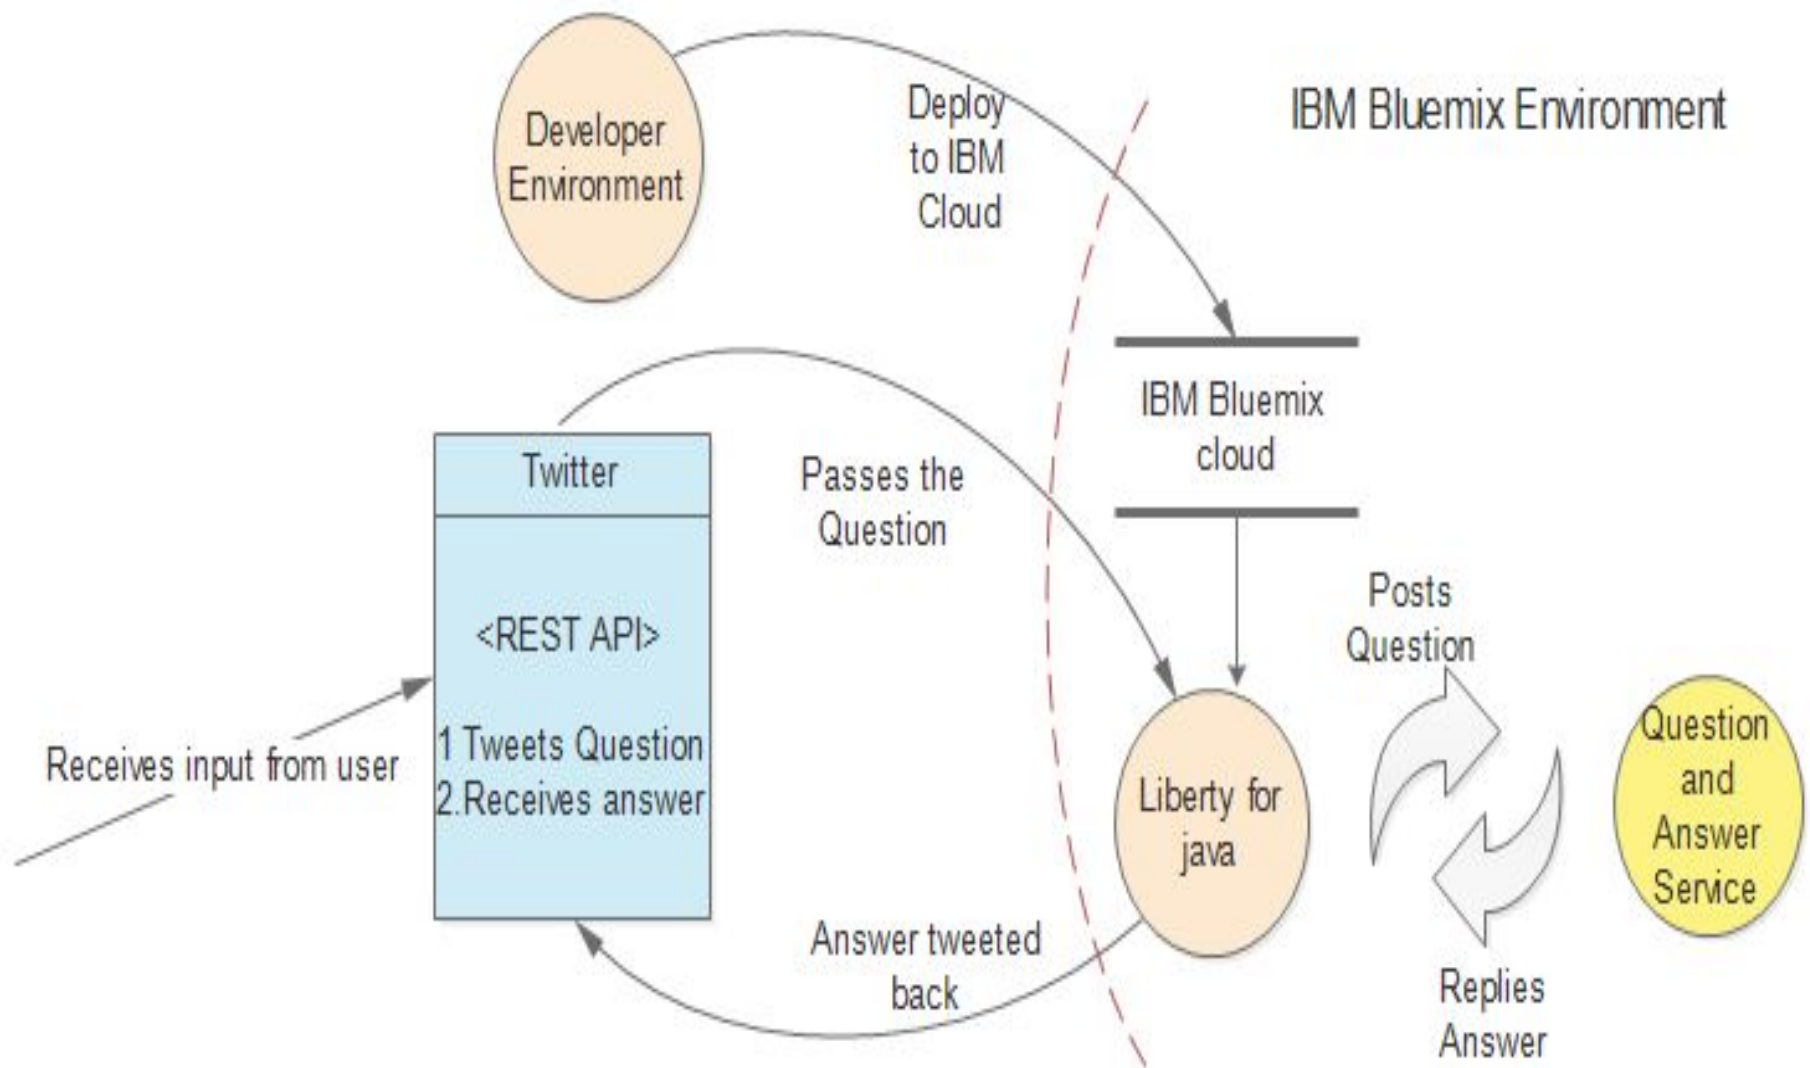 Developer
Environment
Deploy
to IBM
Cloud
IBM Bluemix Environment
IBM Bluemix
cloud
Twitter
<REST API>
1 Tweets Question
2.Receives answer
Passes the
Question
Receives input from user
Posts
Question
Liberty for
java
Question
and
Answer
Service
Answer tweeted
back
Replies
Answer